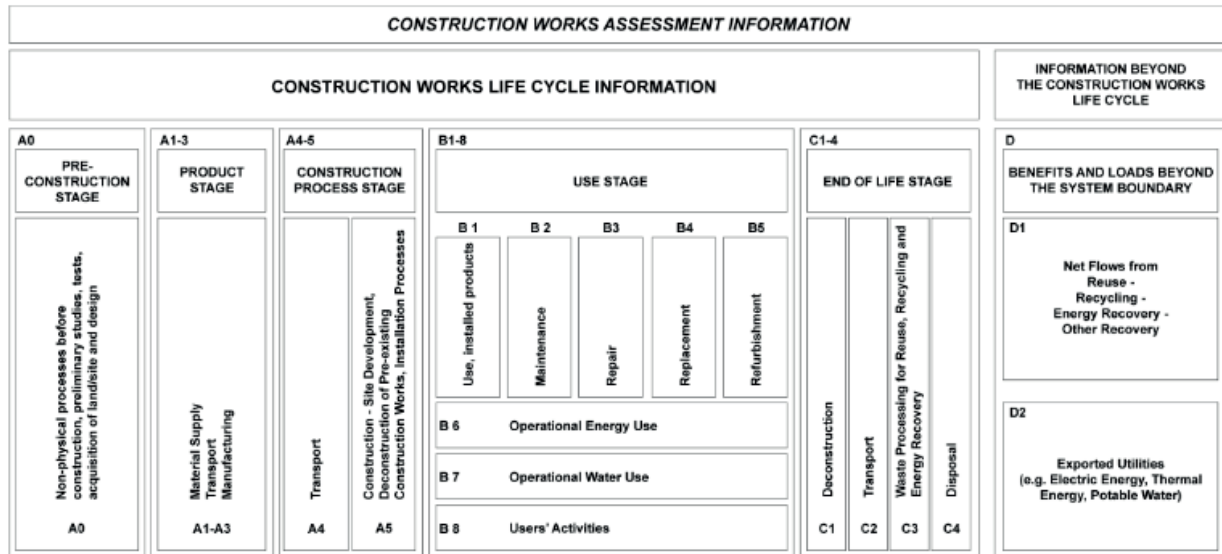 CONSTRUCTION WORKS ASSESSMENT INFORMATION
CONSTRUCTION WORKS LIFE CYCLE INFORMATION
INFORMATION BEYOND
THE CONSTRUCTION WORKS
LIFE CYCLE
A0
PRE-
CONSTRUCTION
STAGE
Non-physical processes before
construction, preliminary studies, tests,
acquisition of land/site and design
A0
A1-3
PRODUCT
STAGE
Material Supply
Transport
Manufacturing
A1-A3
A4-5
CONSTRUCTION
PROCESS STAGE
Transport
A4
Construction - Site Development,
Deconstruction of Pre-existing
Construction Works, Installation Processes
A5
B1-8
USE STAGE
B 1
Use, installed products
B 2
Maintenance
B3
Repair
B4
Replacement
B5
Refurbishment
B 6 Operational Energy Use
B 7 Operational Water Use
B 8 Users' Activities
C1-4
END OF LIFE STAGE
Deconstruction
C1
Transport
C2
Waste Processing for Reuse, Recycling and
Energy Recovery
C3
Disposal
C4
D
BENEFITS AND LOADS BEYOND
THE SYSTEM BOUNDARY
D1
Net Flows from
Reuse -
Recycling -
Energy Recovery -
Other Recovery
D2
Exported Utilities
(e.g. Electric Energy, Thermal
Energy, Potable Water)